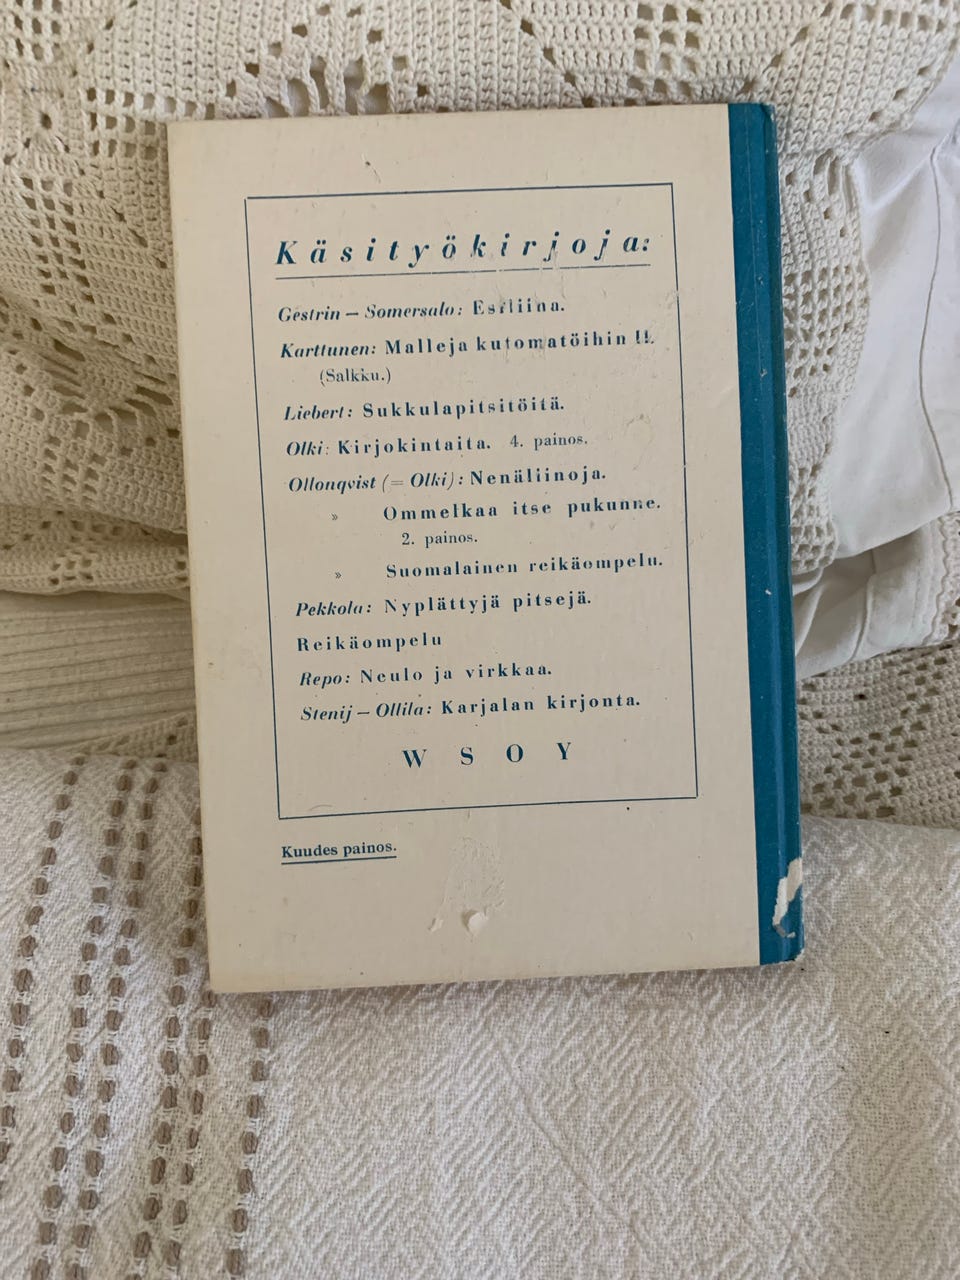 Käsityökirjoja:
Gestrin — Somersalo: Esiliina.
Karttunen: Malleja kutomatöihin II.
(Salkku.)
Liebert: Sukkulapitsitöitä.
Olki: Kirjokintaita. 4. painos.
Ollonqvist (= Olki): Nenäliinoja.
» Ommelkaa itse pukunne.
2. painos.
» Suomalainen reikäompelu.
Pekkola: Nyplättyjä pitsejä.
Reikäompelu
Repo: Neulo ja virkkaa.
Stenij — Ollila: Karjalan kirjonta.
WSOY
Kuudes painos.